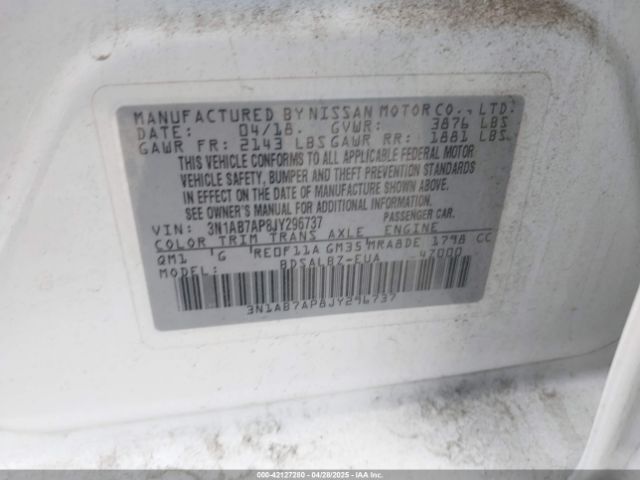 MANUFACTURED BY NISSAN MOTOR CO., LTD.
DATE: 04/18. GVWR: 3876 LBS
GAWR FR: 2143 LBS GAWR RR: 1881 LBS.
THIS VEHICLE CONFORMS TO ALL APPLICABLE FEDERAL MOTOR
VEHICLE SAFETY, BUMPER AND THEFT PREVENTION STANDARDS
IN EFFECT ON THE DATE OF MANUFACTURE SHOWN ABOVE.
SEE OWNER'S MANUAL FOR ADDITIONAL INFORMATION.
VIN: 3N1AB7AP8JY296737 PASSENGER CAR.
COLOR TRIM TRANS AXLE ENGINE
QM1 G RE0F11A GM35 MRA8DE 1798 CC
MODEL: BDSALBZ-EUA -47000
3N1AB7AP8JY296737
000-42127260 04/28/2025 - IAAI - COPART